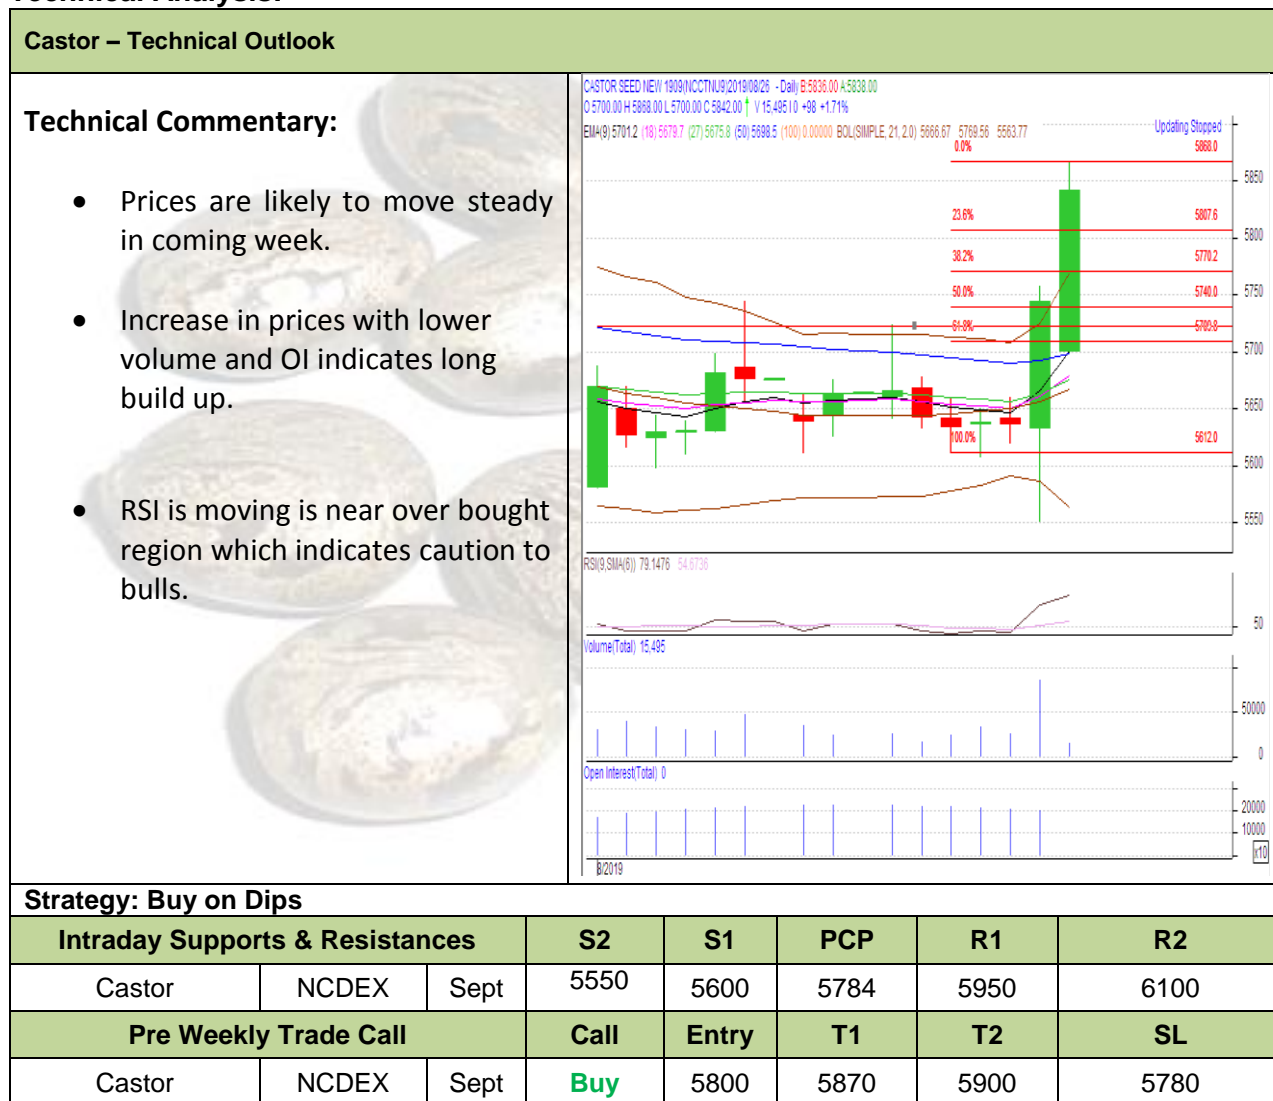 Technical Analysis:
Castor – Technical Outlook
Technical Commentary:
• Prices are likely to move steady
in coming week.
• Increase in prices with lower
volume and OI indicates long
build up.
• RSI is moving is near over bought
region which indicates caution to
bulls.
CASTOR SEED NEW 1909(NCCTNU9)2019/08/26 - Daily B:5836.00 A:5838.00
O 5700.00 H 5868.00 L 5700.00 C 5842.00 ↑ V 15,495 I 0 +98 +1.71%
EMA(9) 5701.2 (18) 5679.7 (27) 5675.8 (50) 5698.5 (100) 0.00000 BOL(SIMPLE, 21, 2.0) 5666.67 5769.56 5563.77
Updating Stopped
0.0% 5868.0
5850
23.6% 5807.6
5800
38.2% 5770.2
50.0% 5740.0
5750
61.8% 5709.8
5700
5650
100.0% 5612.0
5600
5550
RSI(9,SMA(6)) 79.1476 54.6736
50
Volume(Total) 15,495
50000
0
Open Interest(Total) 0
20000
10000
x10
8/2019
Strategy: Buy on Dips
Intraday Supports & Resistances S2 S1 PCP R1 R2
Castor NCDEX Sept 5550 5600 5784 5950 6100
Pre Weekly Trade Call Call Entry T1 T2 SL
Castor NCDEX Sept Buy 5800 5870 5900 5780